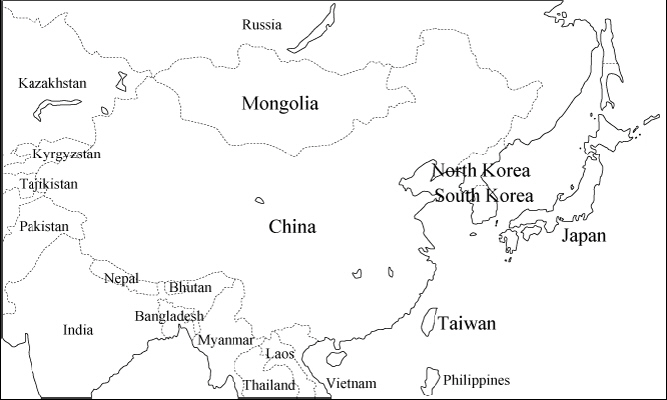 Russia
Kazakhstan
Mongolia
Kyrgyzstan
North Korea
Tajikistan
South Korea
Pakistan
China
Japan
Nepal
Bhutan
Bangladesh
Taiwan
India
Myanmar
Laos
Thailand
Vietnam
Philippines